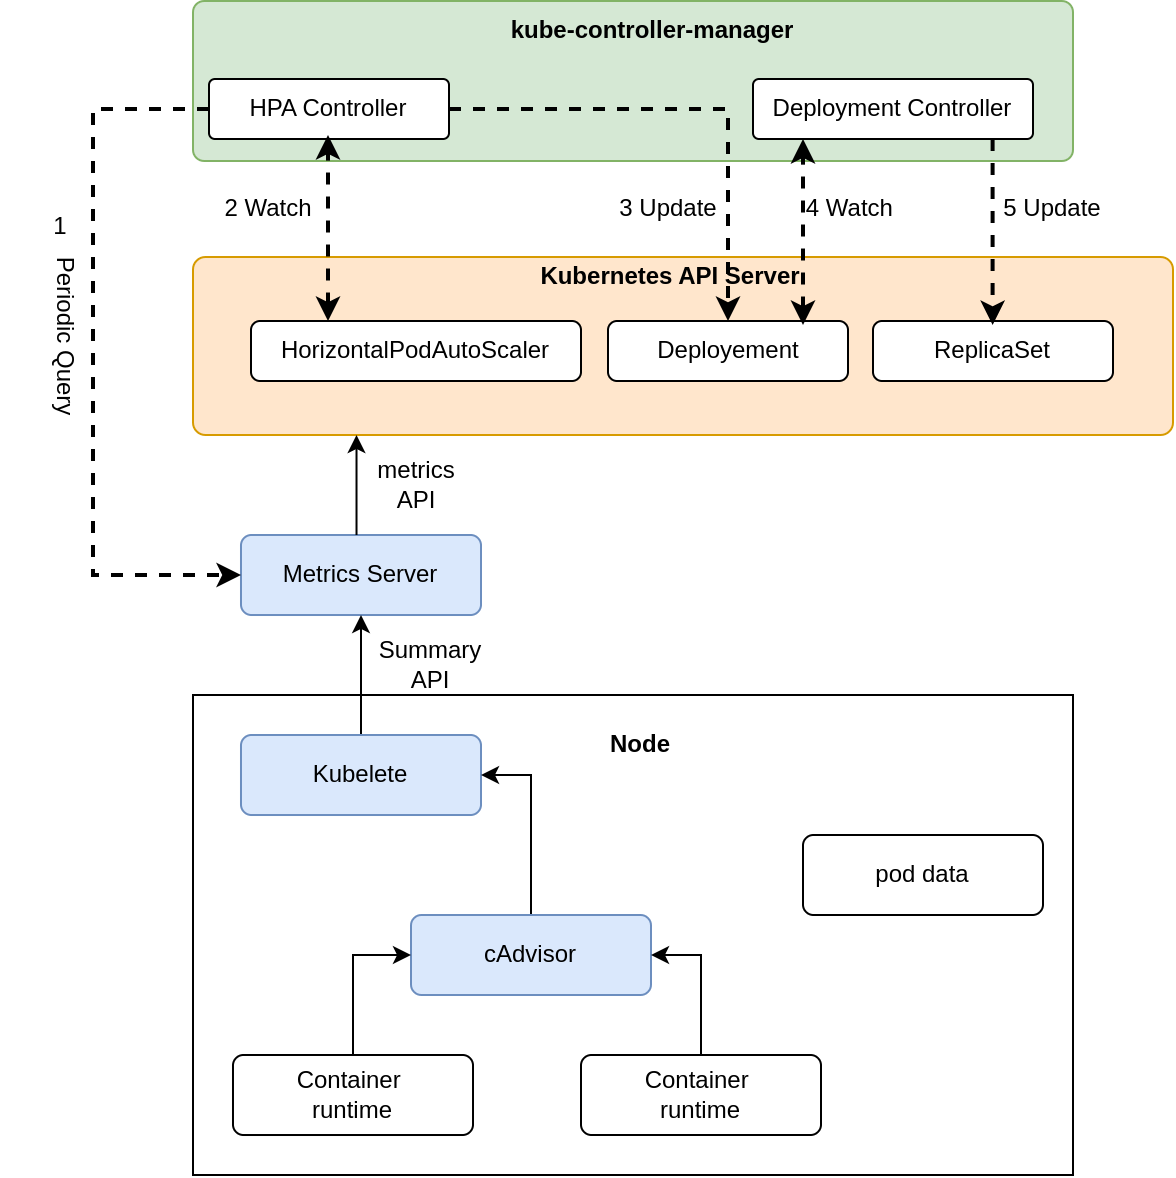 kube-controller-manager
HPA Controller
Deployment Controller
2 Watch
3 Update
4 Watch
5 Update
1
Periodic Query
Kubernetes API Server
HorizontalPodAutoScaler
Deployement
ReplicaSet
metrics
API
Metrics Server
Summary
API
Node
Kubelete
pod data
cAdvisor
Container
runtime
Container
runtime